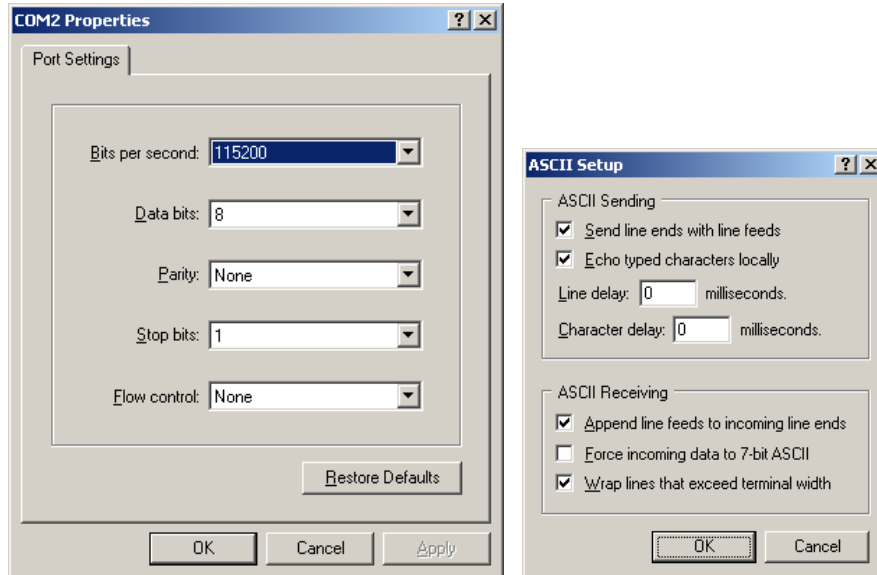 COM2 Properties
Port Settings
Bits per second: 115200
Data bits: 8
Parity: None
Stop bits: 1
Flow control: None
Restore Defaults
OK Cancel Apply
ASCII Setup
ASCII Sending
Send line ends with line feeds
Echo typed characters locally
Line delay: 0 milliseconds.
Character delay: 0 milliseconds.
ASCII Receiving
Append line feeds to incoming line ends
Force incoming data to 7-bit ASCII
Wrap lines that exceed terminal width
OK Cancel